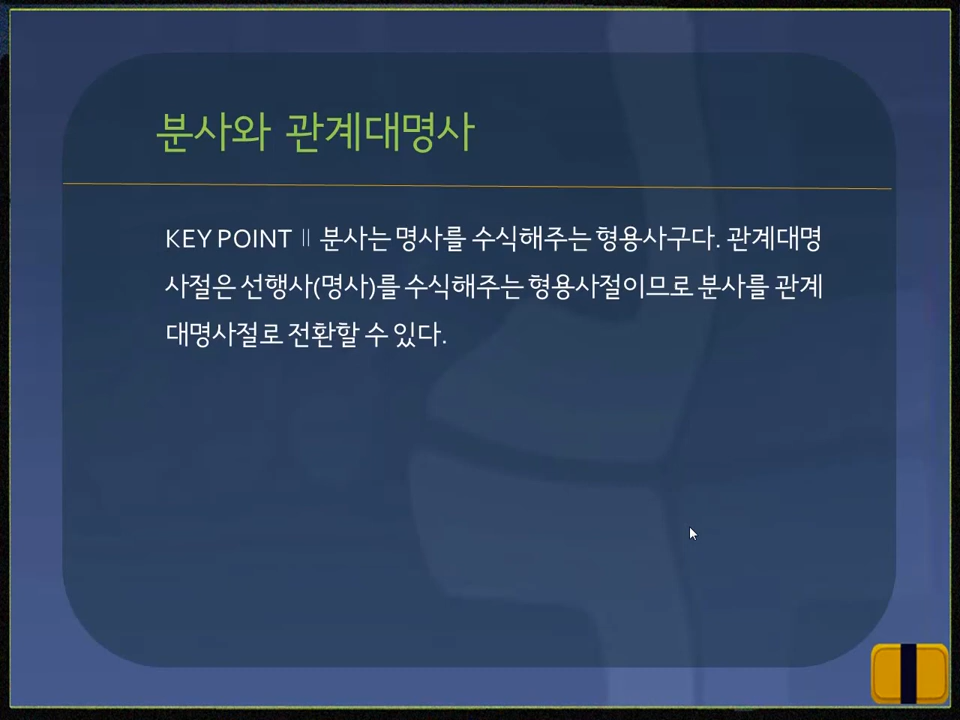 분사와 관계대명사
KEY POINT || 분사는 명사를 수식해주는 형용사구다. 관계대명
사절은 선행사(명사)를 수식해주는 형용사절이므로 분사를 관계
대명사절로 전환할 수 있다.